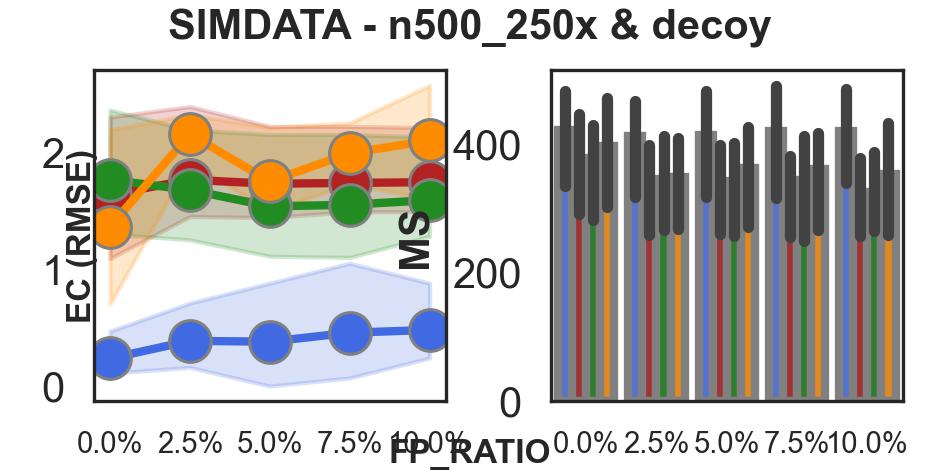 SIMDATA - n500_250x & decoy
EC (RMSE)
2
1
0
0.0% 2.5% 5.0% 7.5% 10.0%
FP_RATIO
MS
400
200
0
0.0% 2.5% 5.0% 7.5% 10.0%